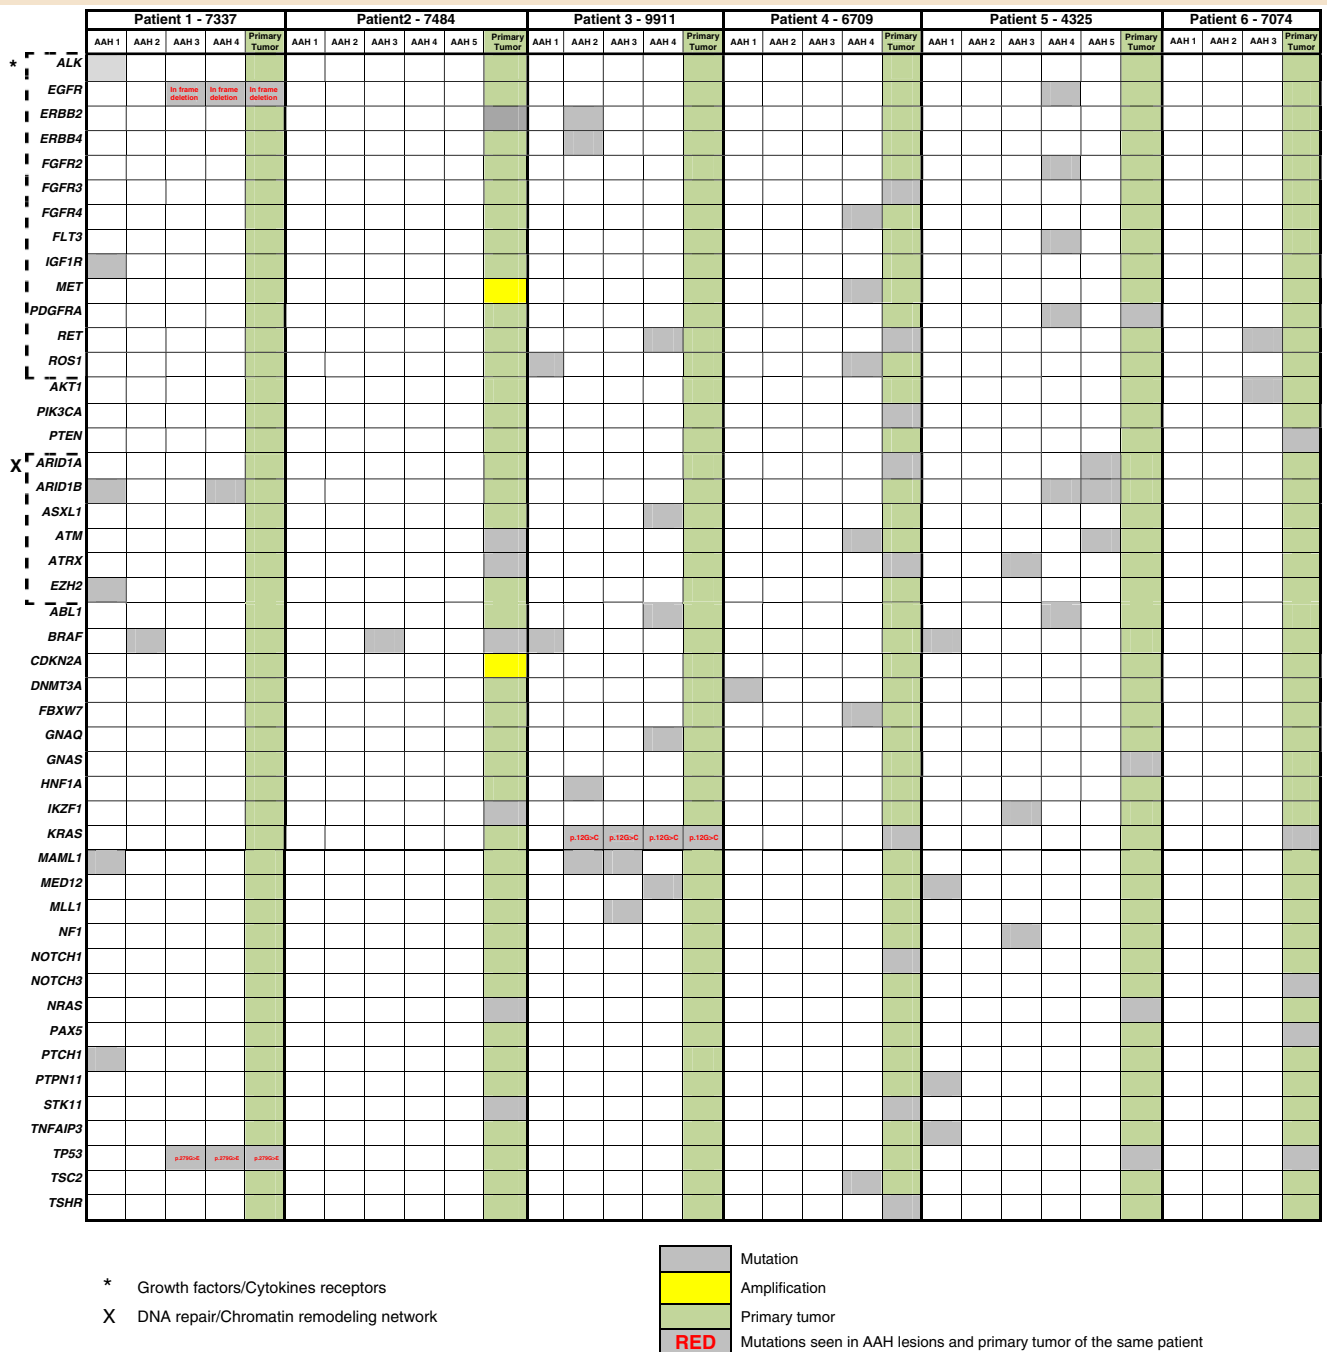 Patient 1 - 7337 Patient2 - 7484 Patient 3 - 9911 Patient 4 - 6709 Patient 5 - 4325 Patient 6 - 7074
AAH 1 AAH 2 AAH 3 AAH 4 Primary Tumor AAH 1 AAH 2 AAH 3 AAH 4 AAH 5 Primary Tumor AAH 1 AAH 2 AAH 3 AAH 4 Primary Tumor AAH 1 AAH 2 AAH 3 AAH 4 Primary Tumor AAH 1 AAH 2 AAH 3 AAH 4 AAH 5 Primary Tumor AAH 1 AAH 2 AAH 3 Primary Tumor
* ALK
EGFR In frame deletion In frame deletion In frame deletion
ERBB2
ERBB4
FGFR2
FGFR3
FGFR4
FLT3
IGF1R
MET
PDGFRA
RET
ROS1
AKT1
PIK3CA
PTEN
X ARID1A
ARID1B
ASXL1
ATM
ATRX
EZH2
ABL1
BRAF
CDKN2A
DNMT3A
FBXW7
GNAQ
GNAS
HNF1A
IKZF1
KRAS p.12G>C p.12G>C p.12G>C p.12G>C
MAML1
MED12
MLL1
NF1
NOTCH1
NOTCH3
NRAS
PAX5
PTCH1
PTPN11
STK11
TNFAIP3
TP53 p.279G>E p.279G>E p.279G>E
TSC2
TSHR
* Growth factors/Cytokines receptors
X DNA repair/Chromatin remodeling network
Mutation
Amplification
Primary tumor
RED Mutations seen in AAH lesions and primary tumor of the same patient